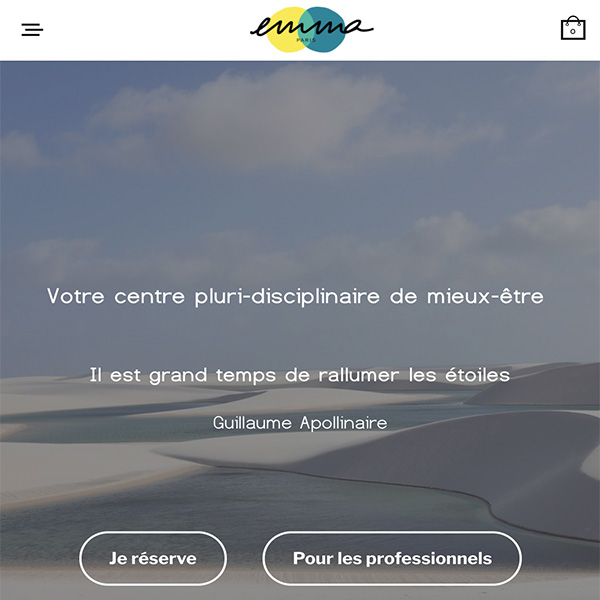 emma
PARIS
0
Votre centre pluri-disciplinaire de mieux-être
Il est grand temps de rallumer les étoiles
Guillaume Apollinaire
Je réserve
Pour les professionnels